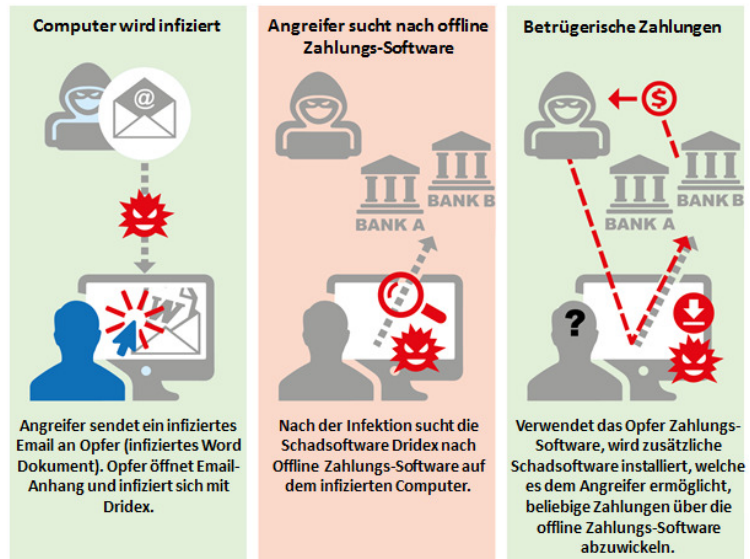 Computer wird infiziert
@
W
Angreifer sendet ein infiziertes
Email an Opfer (infiziertes Word
Dokument). Opfer öffnet Email-
Anhang und infiziert sich mit
Dridex.
Angreifer sucht nach offline
Zahlungs-Software
BANK B
BANK A
Nach der Infektion sucht die
Schadsoftware Dridex nach
Offline Zahlungs-Software auf
dem infizierten Computer.
Betrügerische Zahlungen
$
BANK B
BANK A
?
Verwendet das Opfer Zahlungs-
Software, wird zusätzliche
Schadsoftware installiert, welche
es dem Angreifer ermöglicht,
beliebige Zahlungen über die
offline Zahlungs-Software
abzuwickeln.